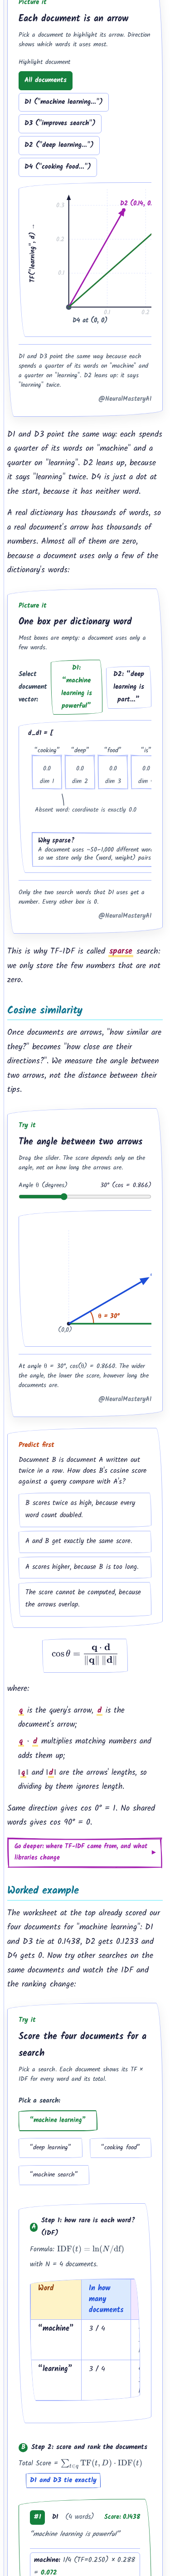 Picture it
Each document is an arrow
Pick a document to highlight its arrow. Direction
shows which words it uses most.
Highlight document
All documents
D1 ("machine learning...")
D3 ("improves search")
D2 ("deep learning...")
D4 ("cooking food...")
TF("learning", d) →
0.3
0.2
0.1
D2 (0.14, 0.
0.1
0.2
D4 at (0, 0)
D1 and D3 point the same way because each
spends a quarter of its words on "machine" and
a quarter on "learning". D2 leans up: it says
"learning" twice.
@NeuralMasteryAI
D1 and D3 point the same way: each spends
a quarter of its words on "machine" and a
quarter on "learning". D2 leans up, because
it says "learning" twice. D4 is just a dot at
the start, because it has neither word.
A real dictionary has thousands of words, so
a real document's arrow has thousands of
numbers. Almost all of them are zero,
because a document uses only a few of the
dictionary's words:
Picture it
One box per dictionary word
Most boxes are empty: a document uses only a
few words.
Select document vector:
D1: "machine learning is powerful"
D2: "deep learning is part..."
d_d1 = [
"cooking"
"deep"
"food"
"is"
0.0
0.0
0.0
0.0
dim 1
dim 2
dim 3
dim
Absent word: coordinate is exactly 0.0
Why sparse?
A document uses ~50-1,000 different wor
so we store only the (word, weight) pairs
Only the two search words that D1 uses get a
number. Every other box is 0.
@NeuralMasteryAI
This is why TF-IDF is called sparse search:
we only store the few numbers that are not
zero.
Cosine similarity
Once documents are arrows, "how similar are
they?" becomes "how close are their
directions?". We measure the angle between
two arrows, not the distance between their
tips.
Try it
The angle between two arrows
Drag the slider. The score depends only on the
angle, not on how long the arrows are.
Angle θ (degrees)
30° (cos = 0.866)
θ = 30°
(0,0)
At angle θ = 30°, cos(θ) = 0.8660. The wider
the angle, the lower the score, however long the
documents are.
@NeuralMasteryAI
Predict first
Document B is document A written out
twice in a row. How does B's cosine score
against a query compare with A's?
B scores twice as high, because every
word count doubled.
A and B get exactly the same score.
A scores higher, because B is too long.
The score cannot be computed, because
the arrows overlap.
cos θ = q · d / ‖q‖ ‖d‖
where:
q is the query's arrow, d is the
document's arrow;
q · d multiplies matching numbers and
adds them up;
|q| and |d| are the arrows' lengths, so
dividing by them ignores length.
Same direction gives cos 0° = 1. No shared
words gives cos 90° = 0.
Go deeper: where TF-IDF came from, and what
libraries change
Worked example
The worksheet at the top already scored our
four documents for "machine learning": D1
and D3 tie at 0.1438, D2 gets 0.1233 and
D4 gets 0. Now try other searches on the
same documents and watch the IDF and
the ranking change:
Try it
Score the four documents for a
search
Pick a search. Each document shows its TF ×
IDF for every word and its total.
Pick a search:
"machine learning"
"deep learning"
"cooking food"
"machine search"
A Step 1: how rare is each word?
(IDF)
Formula: IDF(t) = ln(N/df)
with N = 4 documents.
Word
In how many documents
"machine"
3 / 4
"learning"
3 / 4
B Step 2: score and rank the documents
Total Score = ∑t∈q TF(t, D) · IDF(t)
D1 and D3 tie exactly
#1 D1 (4 words) Score: 0.1438
"machine learning is powerful"
machine: 1/4 (TF=0.250) × 0.288
= 0.072